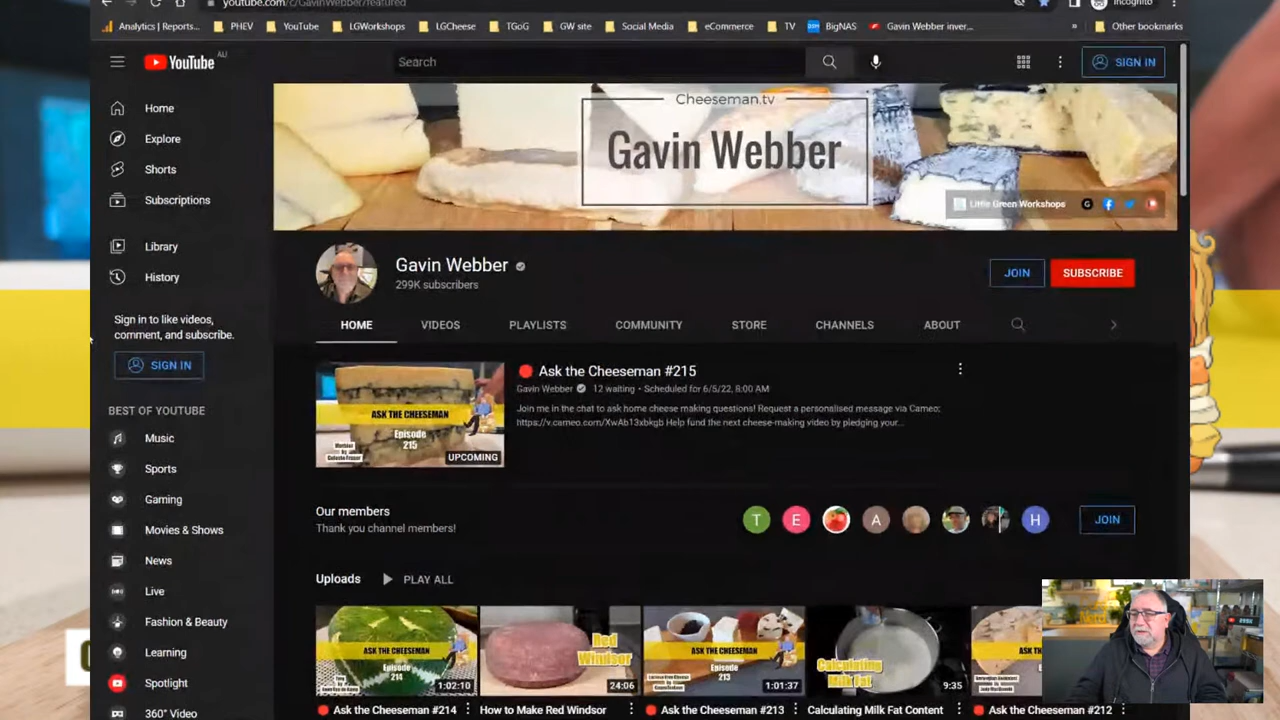 youtube.com/c/GavinWebber/featured
Incognito
Analytics | Reports...
PHEV
YouTube
LGWorkshops
LGCheese
TGoG
GW site
Social Media
eCommerce
TV
BigNAS
Gavin Webber inver...
»
Other bookmarks
YouTube AU
Search
SIGN IN
Home
Explore
Shorts
Subscriptions
Library
History
Sign in to like videos,
comment, and subscribe.
SIGN IN
BEST OF YOUTUBE
Music
Sports
Gaming
Movies & Shows
News
Live
Fashion & Beauty
Learning
Spotlight
360° Video
Cheeseman.tv
Gavin Webber
Little Green Workshops
Gavin Webber
299K subscribers
JOIN
SUBSCRIBE
HOME
VIDEOS
PLAYLISTS
COMMUNITY
STORE
CHANNELS
ABOUT
ASK THE CHEESEMAN
Episode
215
UPCOMING
Ask the Cheeseman #215
Gavin Webber
12 waiting • Scheduled for 6/5/22, 8:00 AM
Join me in the chat to ask home cheese making questions! Request a personalised message via Cameo:
https://v.cameo.com/XwAb13xbkgb Help fund the next cheese-making video by pledging your...
Our members
Thank you channel members!
T
E
A
H
JOIN
Uploads
PLAY ALL
ASK THE CHEESEMAN
Episode
214
1:02:10
Ask the Cheeseman #214
Red
Windsor
24:06
How to Make Red Windsor
ASK THE CHEESEMAN
Episode
213
1:01:37
Ask the Cheeseman #213
Calculating
Milk Fat
9:35
Calculating Milk Fat Content
ASK THE CHEESEMAN
Episode
212
Ask the Cheeseman #212